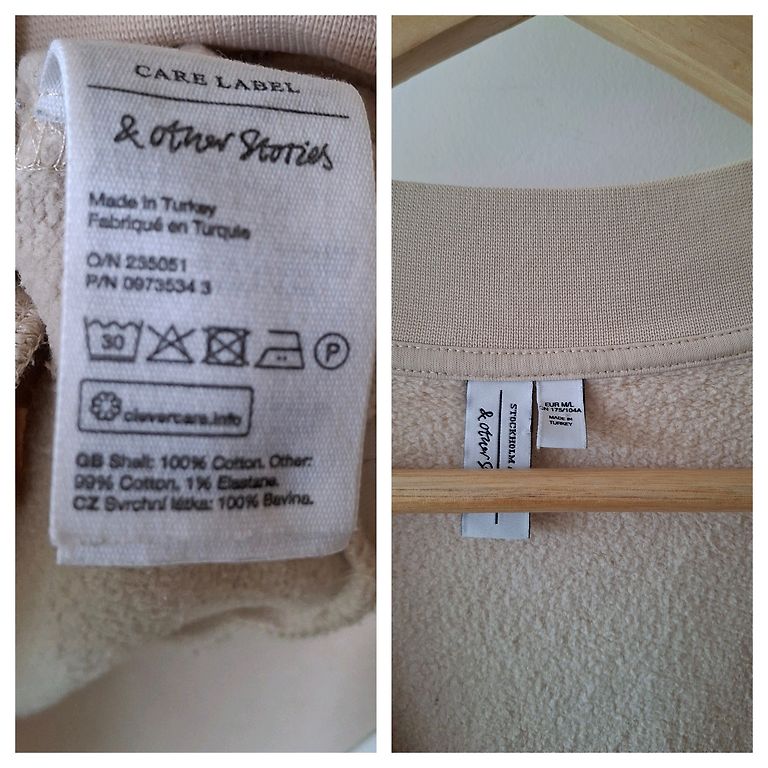 CARE LABEL
& other Stories
Made in Turkey
Fabriqué en Turquie
O/N 235051
P/N 0973534 3
30
P
clevercare.info
GB Shell: 100% Cotton. Other:
99% Cotton, 1% Elastane.
CZ Svrchní látka: 100% Bavlna.
STOCKHOLM
& other S
EUR M/L
CN 175/104A
MADE IN
TURKEY